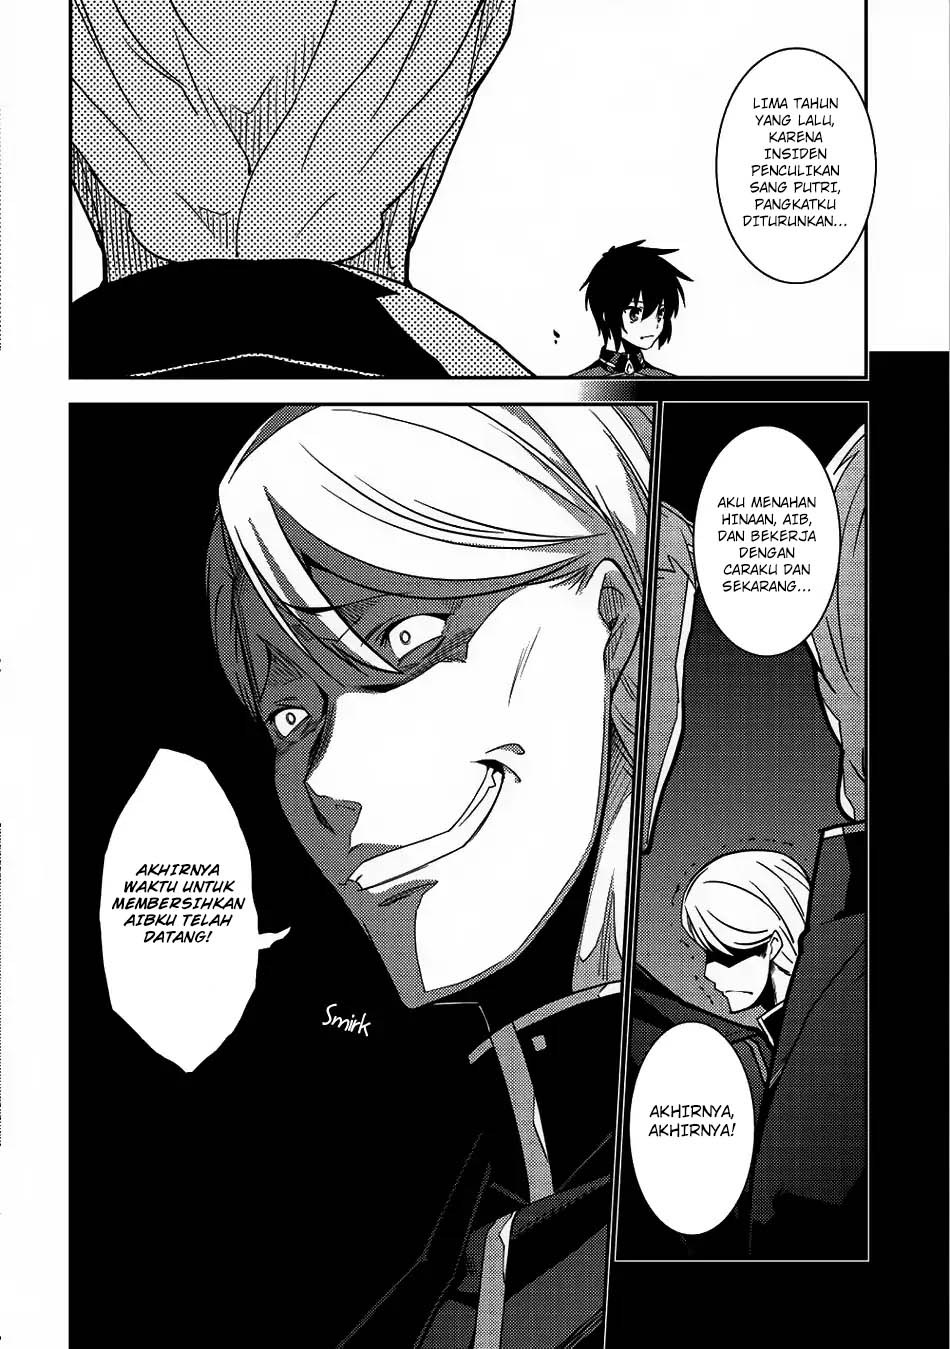 LIMA TAHUN
YANG LALU,
KARENA
INSIDEN
PENCULIKAN
SANG PUTRI,
PANGKATKU
DITURUNKAN...
AKU MENAHAN
HINAAN, AIB,
DAN BEKERJA
DENGAN
CARAKU DAN
SEKARANG...
AKHIRNYA,
AKHIRNYA!
AKHIRNYA
WAKTU UNTUK
MEMBERSIHKAN
AIBKU TELAH
DATANG!
Smirk